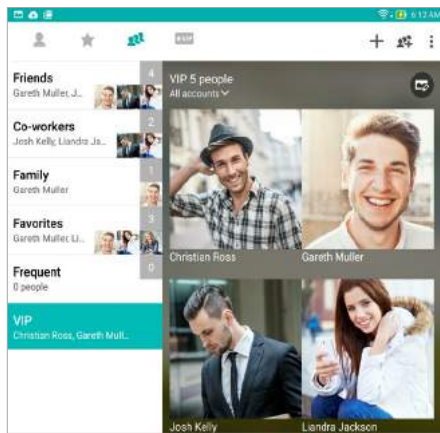 6:12 AM
VIP
Friends
4
Gareth Muller, J...
Co-workers
2
Josh Kelly, Liandra Ja...
Family
1
Gareth Muller
Favorites
3
Gareth Muller, Li...
Frequent
0
0 people
VIP
Christian Ross, Gareth Mull...
VIP 5 people
All accounts
Christian Ross
Gareth Muller
Josh Kelly
Liandra Jackson